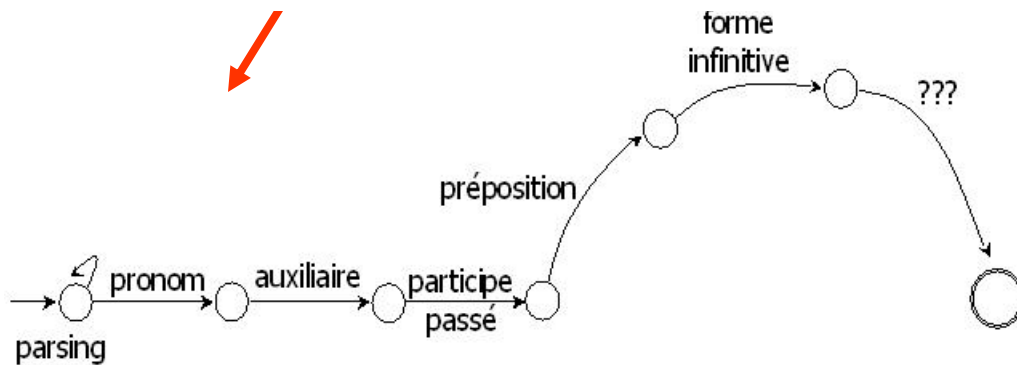 forme
infinitive
???
préposition
pronom
auxiliaire
participe
passé
parsing